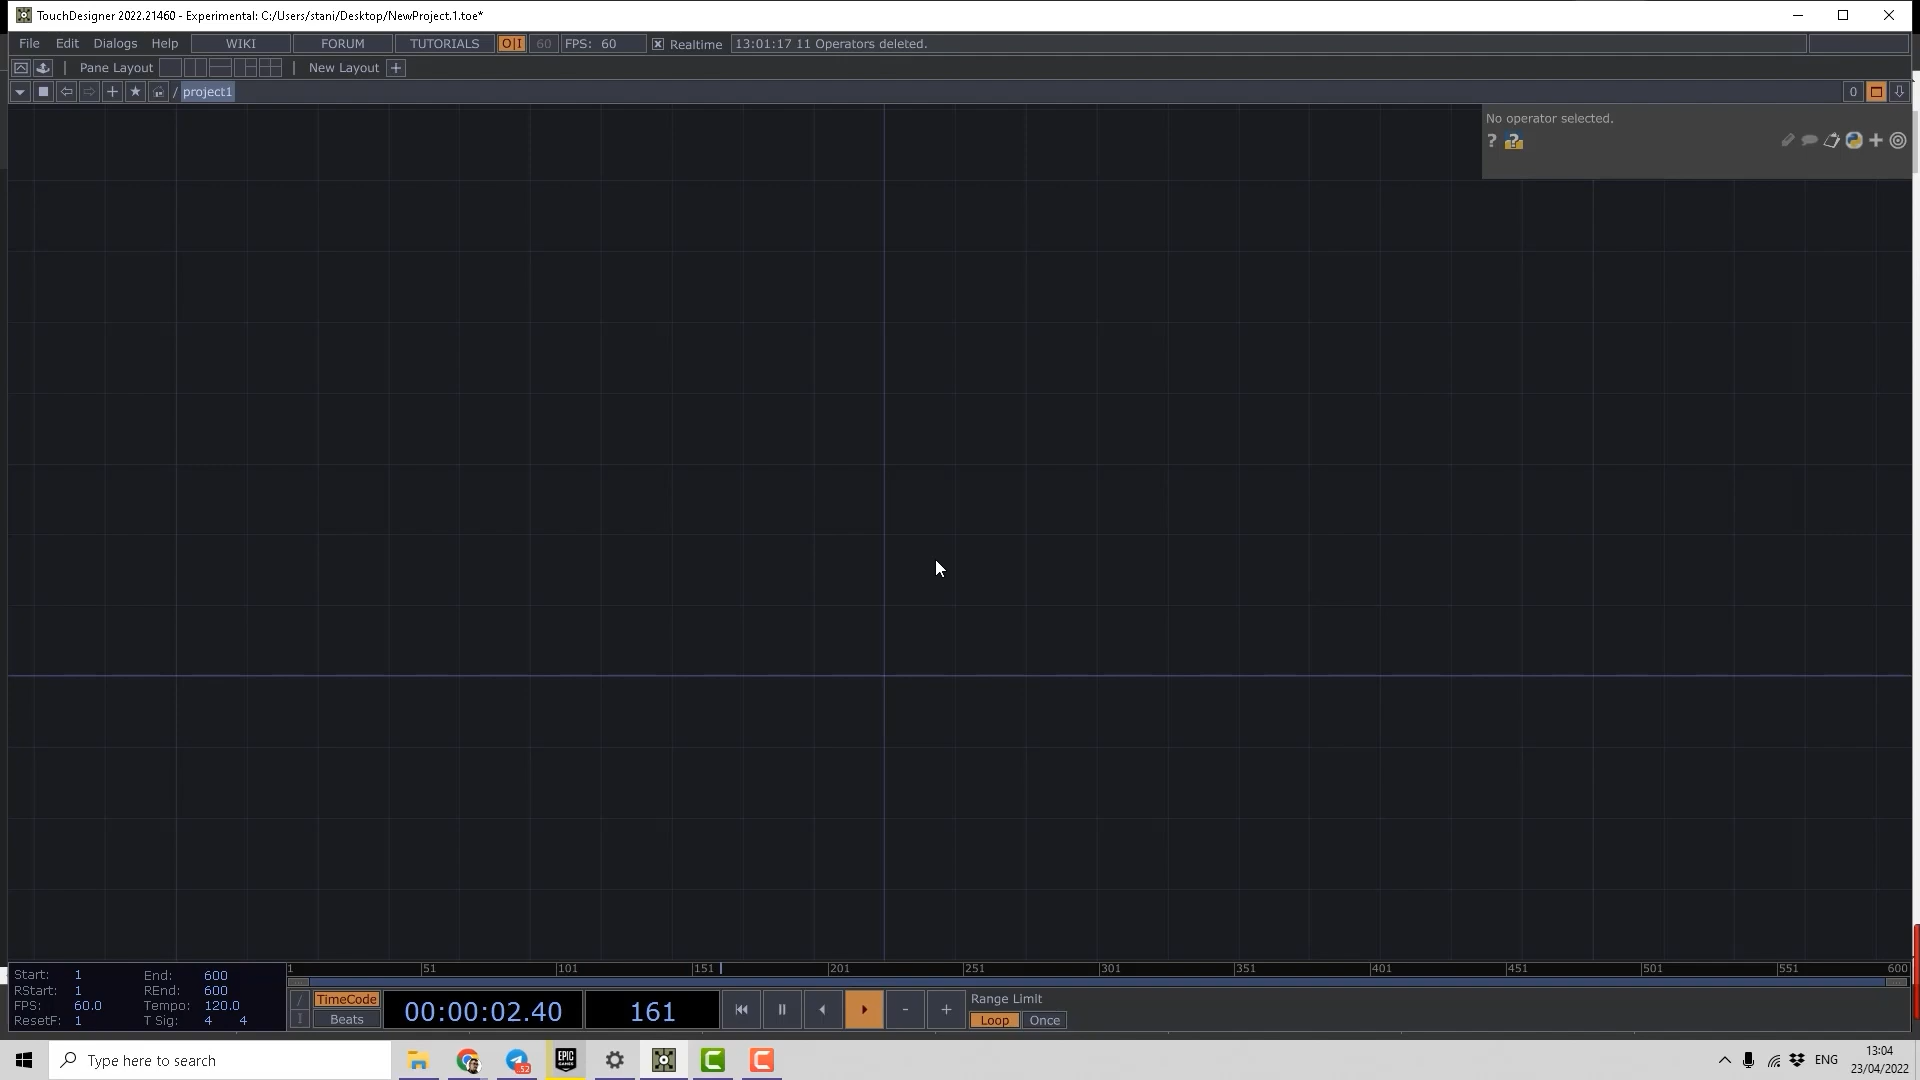 TouchDesigner 2022.21460 - Experimental: C:/Users/stani/Desktop/NewProject.1.toe*
File Edit Dialogs Help WIKI FORUM TUTORIALS O|I 60 FPS: 60 Realtime 13:01:17 11 Operators deleted.
Pane Layout New Layout +
/ project1 0
No operator selected.
1 51 101 151 201 251 301 351 401 451 501 551 600
Start: 1 End: 600
RStart: 1 REnd: 600
FPS: 60.0 Tempo: 120.0
ResetF: 1 T Sig: 4 4
TimeCode
Beats
00:00:02.40
161
- +
Range Limit
Loop Once
Type here to search
52
EPIC GAMES
ENG
13:04
23/04/2022